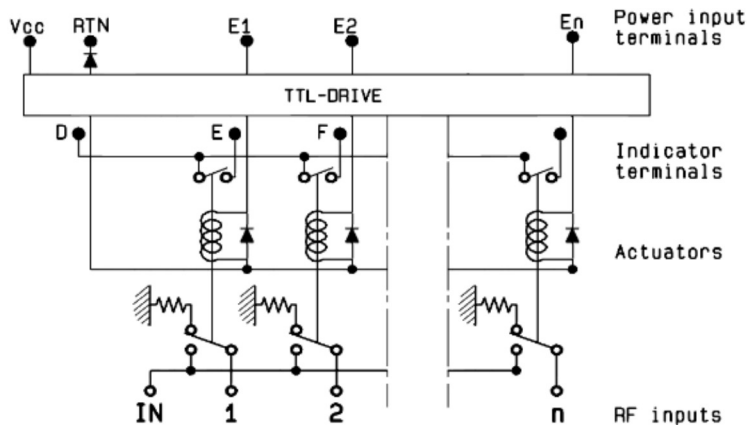 Vcc RTN E1 E2 En Power input
terminals
TTL-DRIVE
D E F Indicator
terminals
Actuators
IN 1 2 n RF inputs